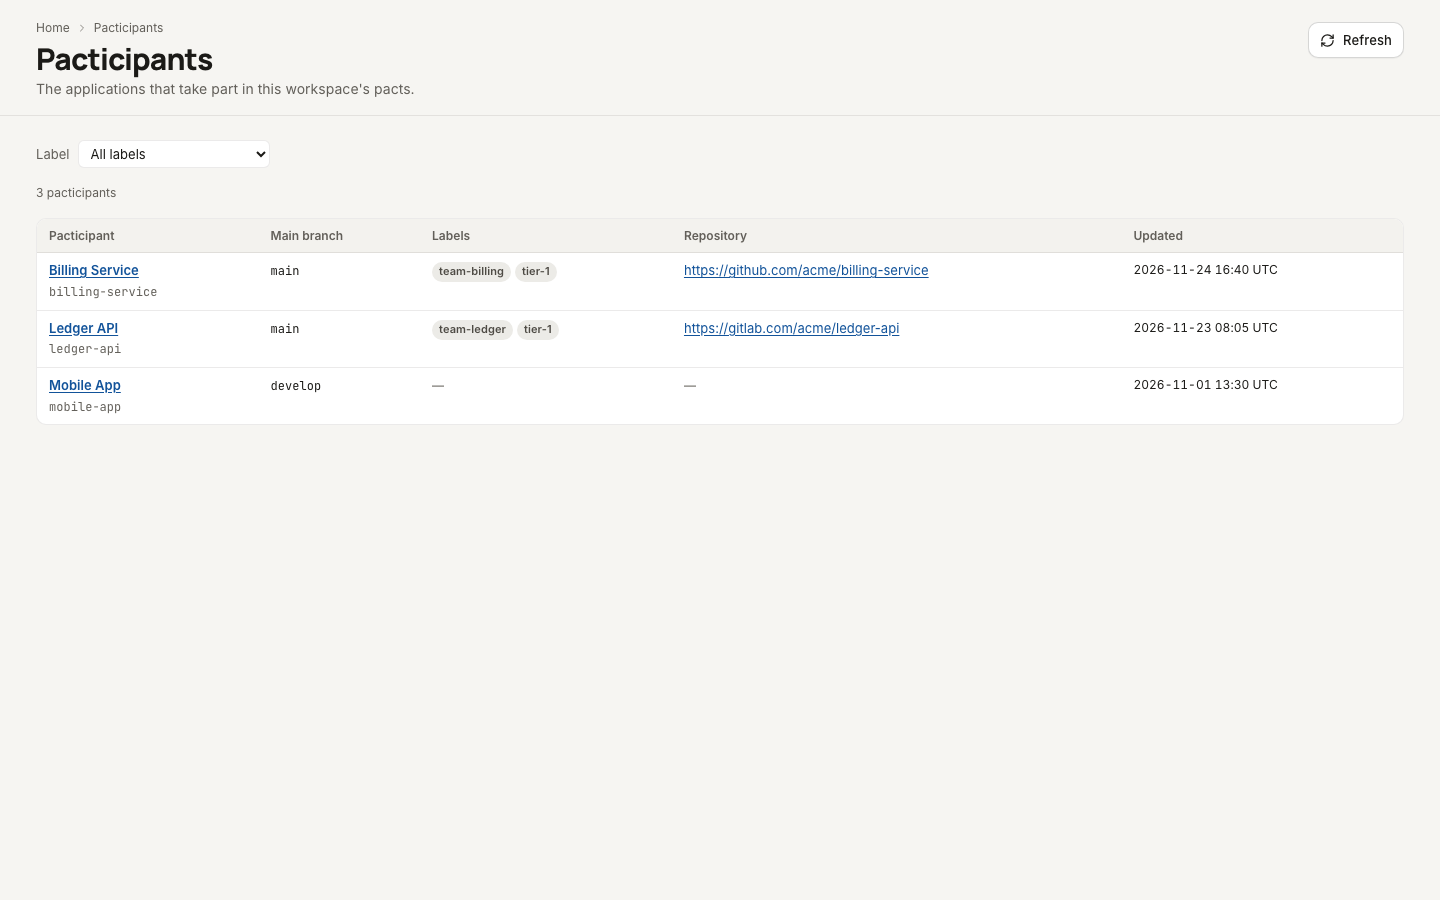 Home > Pacticipants
Pacticipants
The applications that take part in this workspace's pacts.
Refresh
Label All labels
3 pacticipants
Pacticipant Main branch Labels Repository Updated
Billing Service main team-billing tier-1 https://github.com/acme/billing-service 2026-11-24 16:40 UTC
billing-service
Ledger API main team-ledger tier-1 https://gitlab.com/acme/ledger-api 2026-11-23 08:05 UTC
ledger-api
Mobile App develop — — 2026-11-01 13:30 UTC
mobile-app